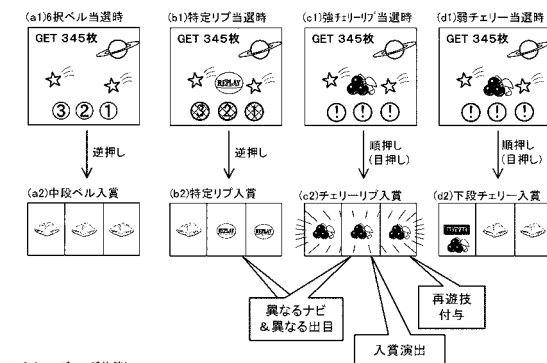 (a1)6択ベル当選時
(b1)特定リプ当選時
(c1)強チェリーリプ当選時
(d1)弱チェリー当選時
GET 345枚
GET 345枚
GET 345枚
GET 345枚
REPLAY
③ ② ①
③ ② ①
! ! !
! ! !
逆押し
逆押し
順押し
(目押し)
順押し
(目押し)
(a2)中段ベル入賞
(b2)特定リプ入賞
(c2)チェリーリプ入賞
(d2)下段チェリー入賞
REPLAY
REPLAY
異なるナビ
&異なる出目
再遊技
付与
入賞演出